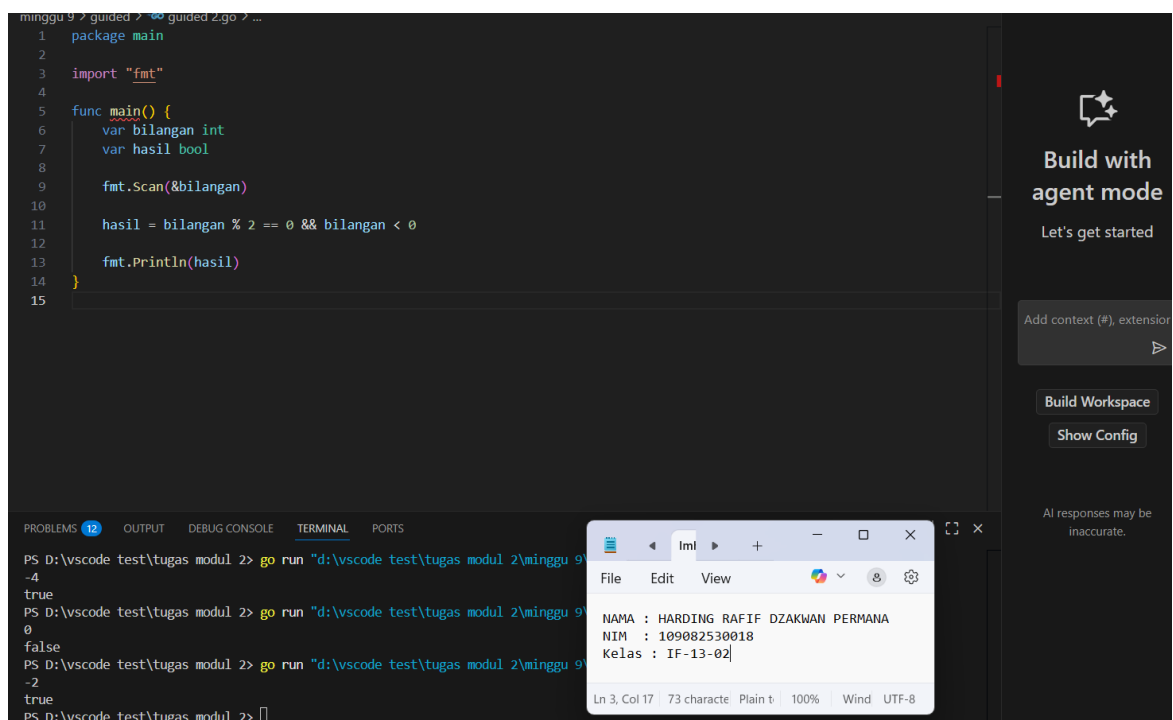 minggu 9 > guided > guided 2.go > ...
1 package main
2
3 import "fmt"
4
5 func main() {
6 var bilangan int
7 var hasil bool
8
9 fmt.Scan(&bilangan)
10
11 hasil = bilangan % 2 == 0 && bilangan < 0
12
13 fmt.Println(hasil)
14 }
15
Build with
agent mode
Let's get started
Add context (#), extension
Build Workspace
Show Config
AI responses may be
inaccurate.
PROBLEMS 12 OUTPUT DEBUG CONSOLE TERMINAL PORTS
PS D:\vscode test\tugas modul 2> go run "d:\vscode test\tugas modul 2\minggu 9\
-4
true
PS D:\vscode test\tugas modul 2> go run "d:\vscode test\tugas modul 2\minggu 9\
0
false
PS D:\vscode test\tugas modul 2> go run "d:\vscode test\tugas modul 2\minggu 9\
-2
true
PS D:\vscode test\tugas modul 2>
File Edit View
NAMA : HARDING RAFIF DZAKWAN PERMANA
NIM : 109082530018
Kelas : IF-13-02
Ln 3, Col 17 73 characte Plain t 100% Wind UTF-8